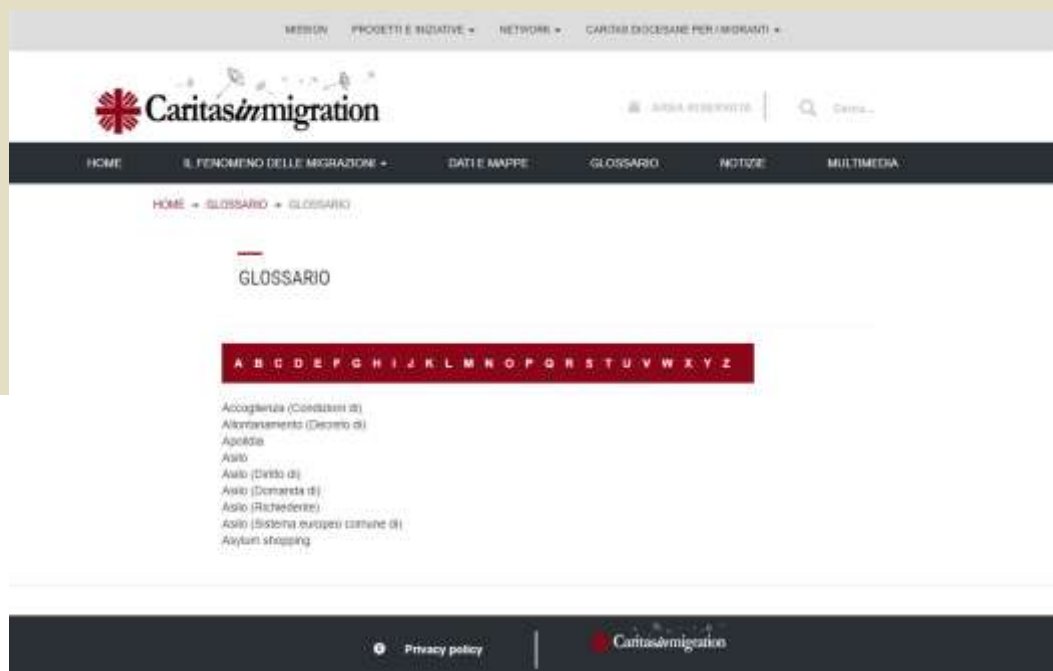 MISSION PROGETTI E INIZIATIVE NETWORK CARITAS DIOCESANE PER I MIGRANTI
Caritasinmigration
AREA RISERVATA Cerca...
HOME IL FENOMENO DELLE MIGRAZIONI DATI E MAPPE GLOSSARIO NOTIZIE MULTIMEDIA
HOME GLOSSARIO GLOSSARIO
GLOSSARIO
A B C D E F G H I J K L M N O P Q R S T U V W X Y Z
Accoglienza (Condizioni di)
Allontanamento (Decreto di)
Apolidia
Asilo
Asilo (Diritto di)
Asilo (Domanda di)
Asilo (Richiedente)
Asilo (Sistema europeo comune di)
Asylum shopping
Privacy policy Caritasinmigration